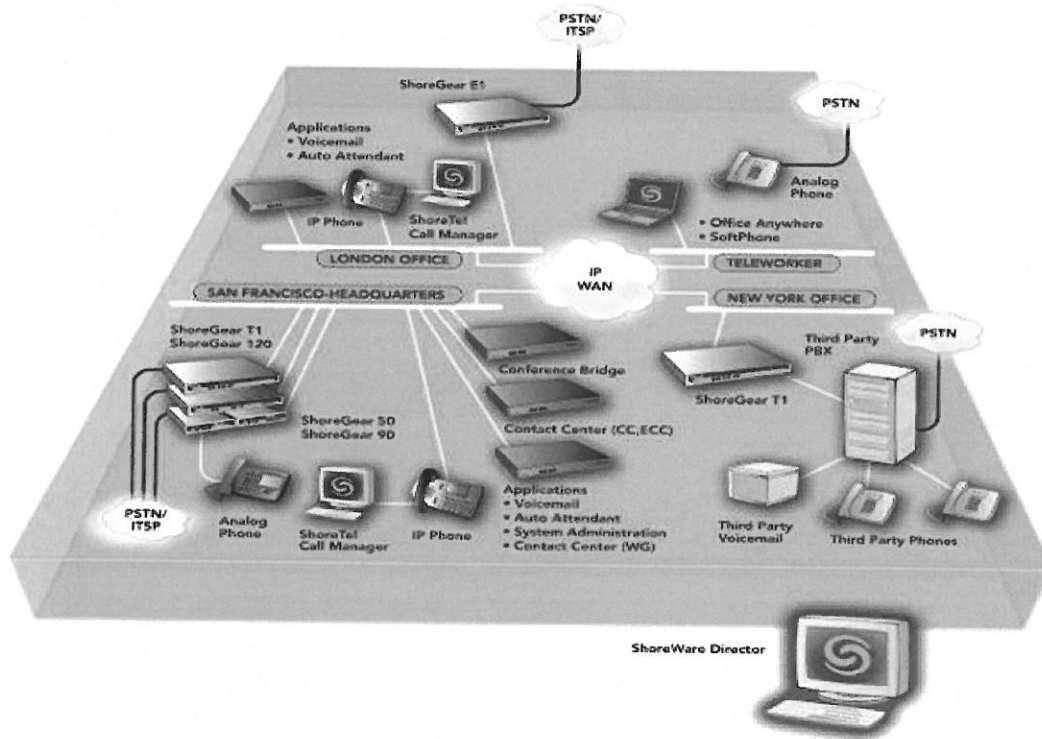 PSTN/
ITSP
ShoreGear E1
PSTN
Applications
• Voicemail
• Auto Attendant
Analog
Phone
IP Phone
ShoreTel
Call Manager
• Office Anywhere
• SoftPhone
LONDON OFFICE
IP
WAN
TELEWORKER
SAN FRANCISCO-HEADQUARTERS
NEW YORK OFFICE
ShoreGear T1
ShoreGear 120
Third Party
PBX
PSTN
Conference Bridge
ShoreGear T1
ShoreGear 50
ShoreGear 90
Contact Center (CC,ECC)
PSTN/
ITSP
Analog
Phone
ShoreTel
Call Manager
IP Phone
Applications
• Voicemail
• Auto Attendant
• System Administration
• Contact Center (WG)
Third Party
Voicemail
Third Party Phones
ShoreWare Director